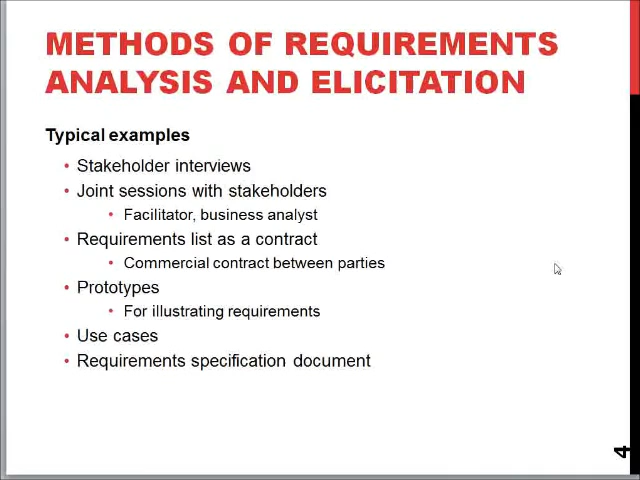 METHODS OF REQUIREMENTS
ANALYSIS AND ELICITATION
Typical examples
• Stakeholder interviews
• Joint sessions with stakeholders
• Facilitator, business analyst
• Requirements list as a contract
• Commercial contract between parties
• Prototypes
• For illustrating requirements
• Use cases
• Requirements specification document
4